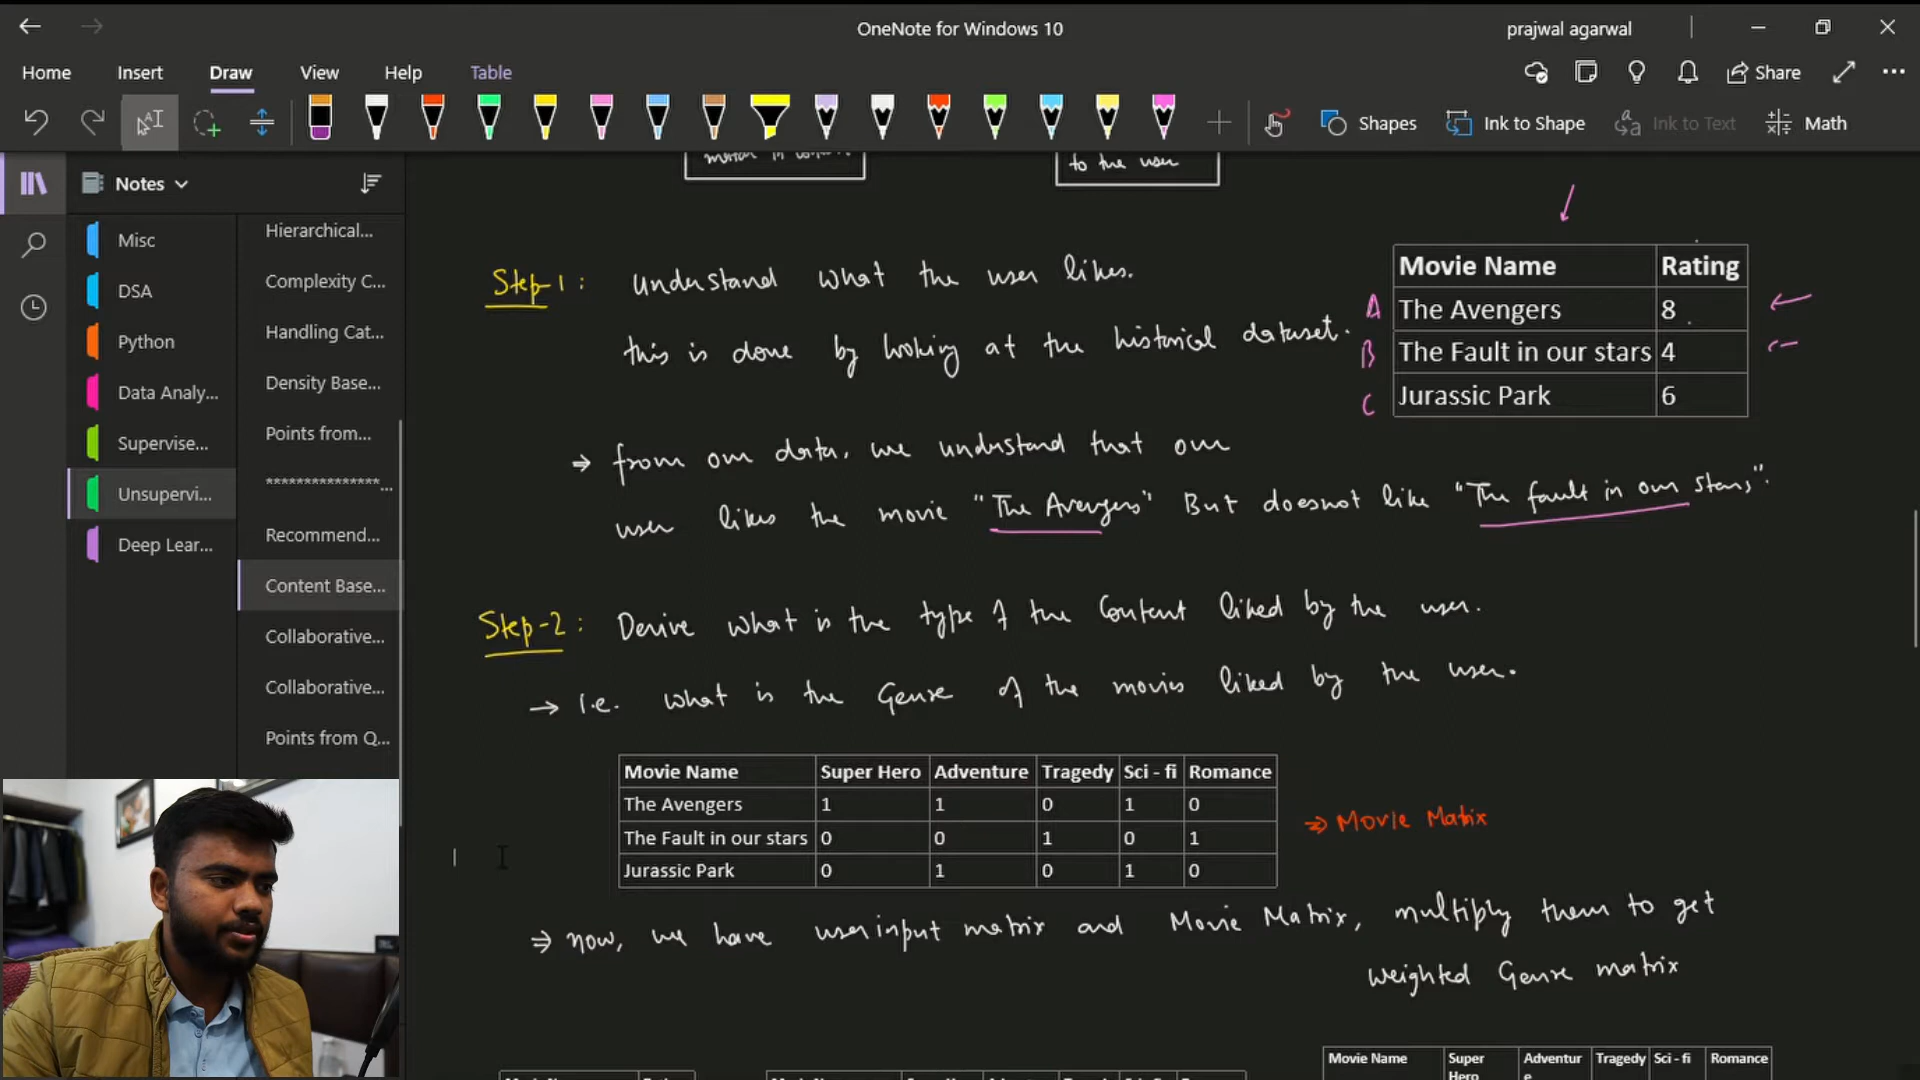 OneNote for Windows 10
prajwal agarwal
Home Insert Draw View Help Table
Share
Shapes Ink to Shape Ink to Text Math
Notes
Misc
DSA
Python
Data Analy...
Supervise...
Unsupervi...
Deep Lear...
Hierarchical...
Complexity C...
Handling Cat...
Density Base...
Points from...
***************...
Recommend...
Content Base...
Collaborative...
Collaborative...
Points from Q...
to the user
Step-1: Understand what the user likes.
this is done by looking at the historical dataset.
Movie Name Rating
A The Avengers 8
B The Fault in our stars 4
C Jurassic Park 6
⇒ from our data, we understand that our
user likes the movie "The Avengers" But doesnot like "The fault in our stars".
Step-2: Derive what is the type of the Content liked by the user.
→ i.e. what is the Genre of the movies liked by the user.
Movie Name Super Hero Adventure Tragedy Sci - fi Romance
The Avengers 1 1 0 1 0
The Fault in our stars 0 0 1 0 1
Jurassic Park 0 1 0 1 0
⇒ Movie Matrix
⇒ now, we have user input matrix and Movie Matrix, multiply them to get
weighted Genre matrix
Movie Name Super Hero Adventur e Tragedy Sci - fi Romance